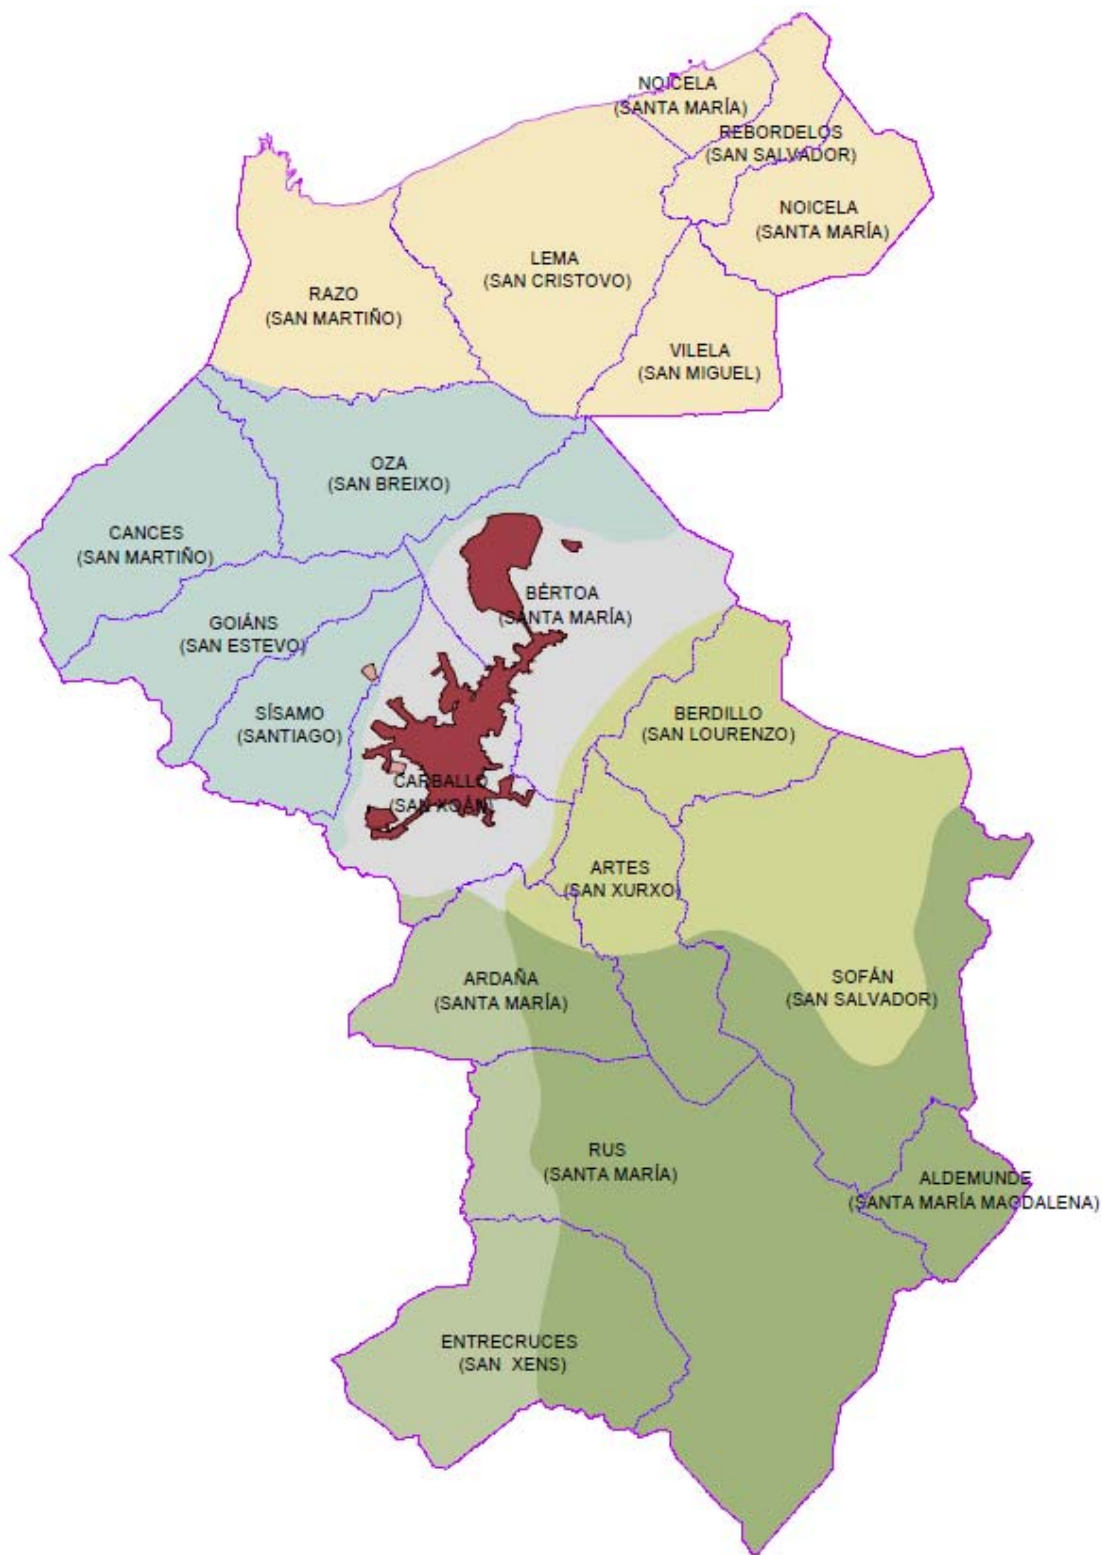 NOICELA
(SANTA MARÍA)
REBORDELOS
(SAN SALVADOR)
NOICELA
(SANTA MARÍA)
LEMA
(SAN CRISTOVO)
RAZO
(SAN MARTIÑO)
VILELA
(SAN MIGUEL)
OZA
(SAN BREIXO)
CANCES
(SAN MARTIÑO)
BÉRTOA
(SANTA MARÍA)
GOIÁNS
(SAN ESTEVO)
SÍSAMO
(SANTIAGO)
BERDILLO
(SAN LOURENZO)
CARBALLO
(SAN XOÁN)
ARTES
(SAN XURXO)
ARDAÑA
(SANTA MARÍA)
SOFÁN
(SAN SALVADOR)
RUS
(SANTA MARÍA)
ALDEMUNDE
(SANTA MARÍA MAGDALENA)
ENTRECRUCES
(SAN XENS)